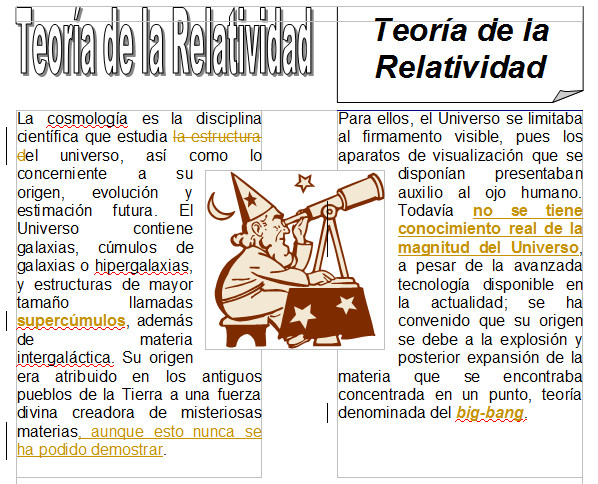 Teoría de la Relatividad
Teoría de la
Relatividad
La cosmología es la disciplina
científica que estudia la estructura
del universo, así como lo
concerniente a su
origen, evolución y
estimación futura. El
Universo contiene
galaxias, cúmulos de
galaxias o hipergalaxias,
y estructuras de mayor
tamaño llamadas
supercúmulos, además
de materia
intergaláctica. Su origen
era atribuido en los antiguos
pueblos de la Tierra a una fuerza
divina creadora de misteriosas
materias, aunque esto nunca se
ha podido demostrar.
Para ellos, el Universo se limitaba
al firmamento visible, pues los
aparatos de visualización que se
disponían presentaban
auxilio al ojo humano.
Todavía no se tiene
conocimiento real de la
magnitud del Universo,
a pesar de la avanzada
tecnología disponible en
la actualidad; se ha
convenido que su origen
se debe a la explosión y
posterior expansión de la
materia que se encontraba
concentrada en un punto, teoría
denominada del big-bang.